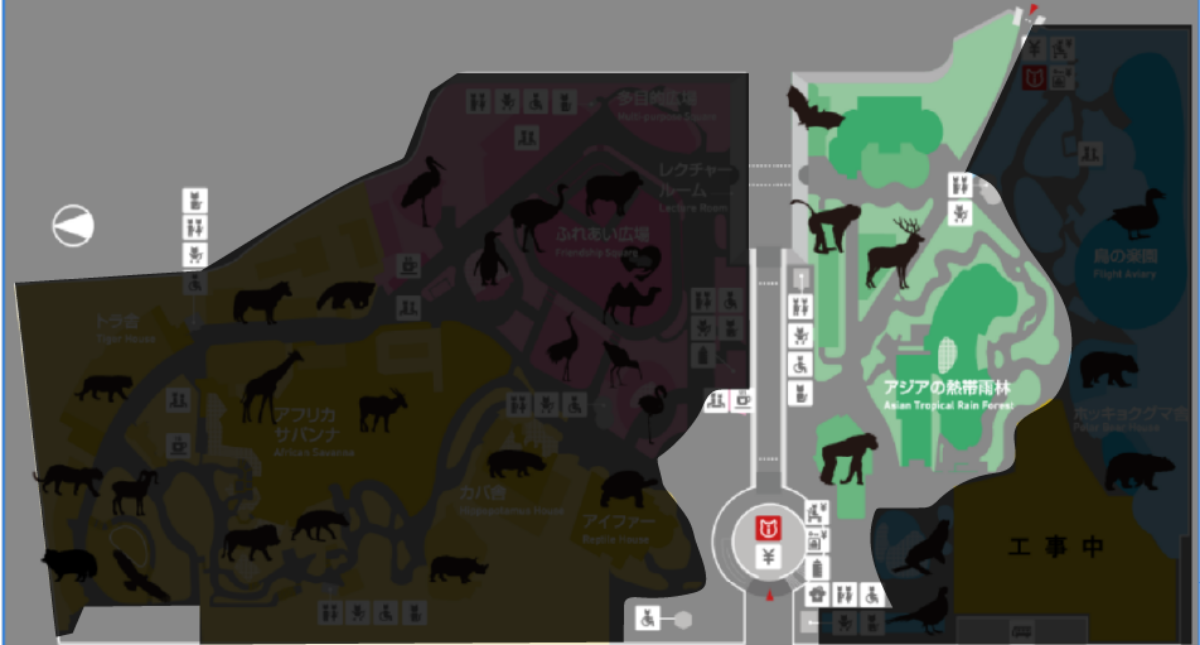 多目的広場
Multi-purpose Square
レクチャー
ルーム
Lecture Room
ふれあい広場
Friendship Square
鳥の楽園
Flight Aviary
トラ舎
Tiger House
アフリカ
サバンナ
African Savanna
アジアの熱帯雨林
Asian Tropical Rain Forest
ホッキョクグマ舎
Polar Bear House
カバ舎
Hippopotamus House
アイファー
Reptile House
工事中
¥
¥